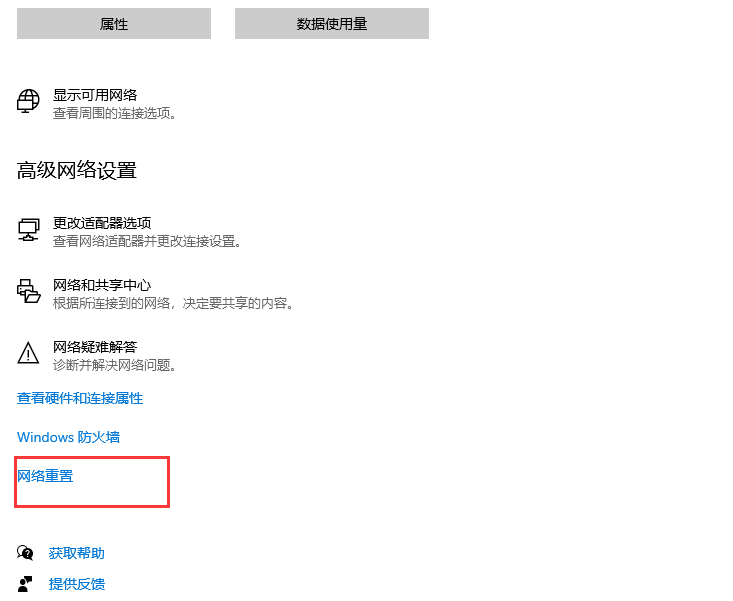 属性
数据使用量
显示可用网络
查看周围的连接选项。
高级网络设置
更改适配器选项
查看网络适配器并更改连接设置。
网络和共享中心
根据所连接到的网络，决定要共享的内容。
网络疑难解答
诊断并解决网络问题。
查看硬件和连接属性
Windows 防火墙
网络重置
获取帮助
提供反馈